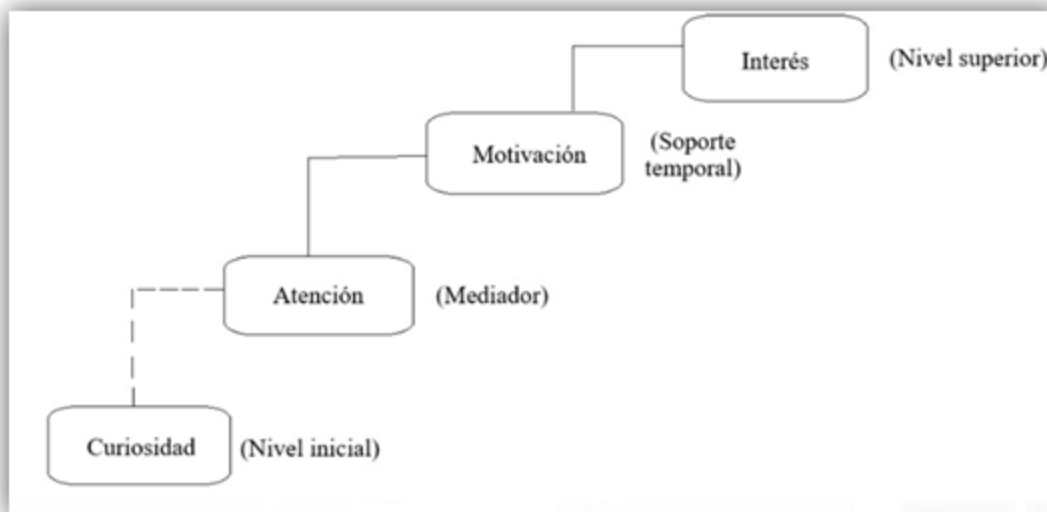 Interés (Nivel superior)
Motivación (Soporte
temporal)
Atención (Mediador)
Curiosidad (Nivel inicial)